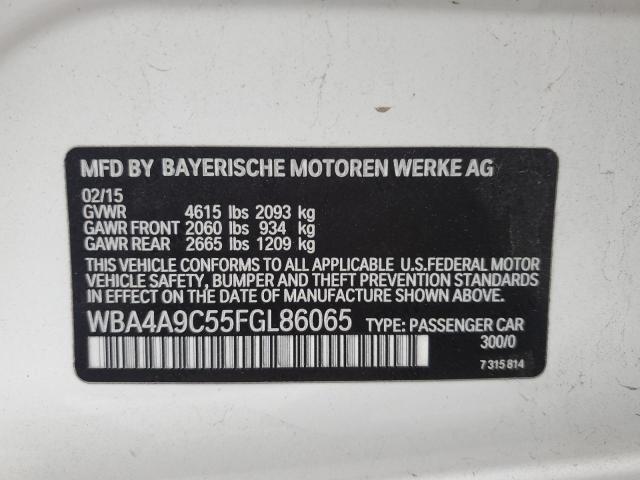 MFD BY BAYERISCHE MOTOREN WERKE AG
02/15
GVWR 4615 lbs 2093 kg
GAWR FRONT 2060 lbs 934 kg
GAWR REAR 2665 lbs 1209 kg
THIS VEHICLE CONFORMS TO ALL APPLICABLE U.S.FEDERAL MOTOR
VEHICLE SAFETY, BUMPER AND THEFT PREVENTION STANDARDS
IN EFFECT ON THE DATE OF MANUFACTURE SHOWN ABOVE.
WBA4A9C55FGL86065 TYPE: PASSENGER CAR
300/0
7 315 814